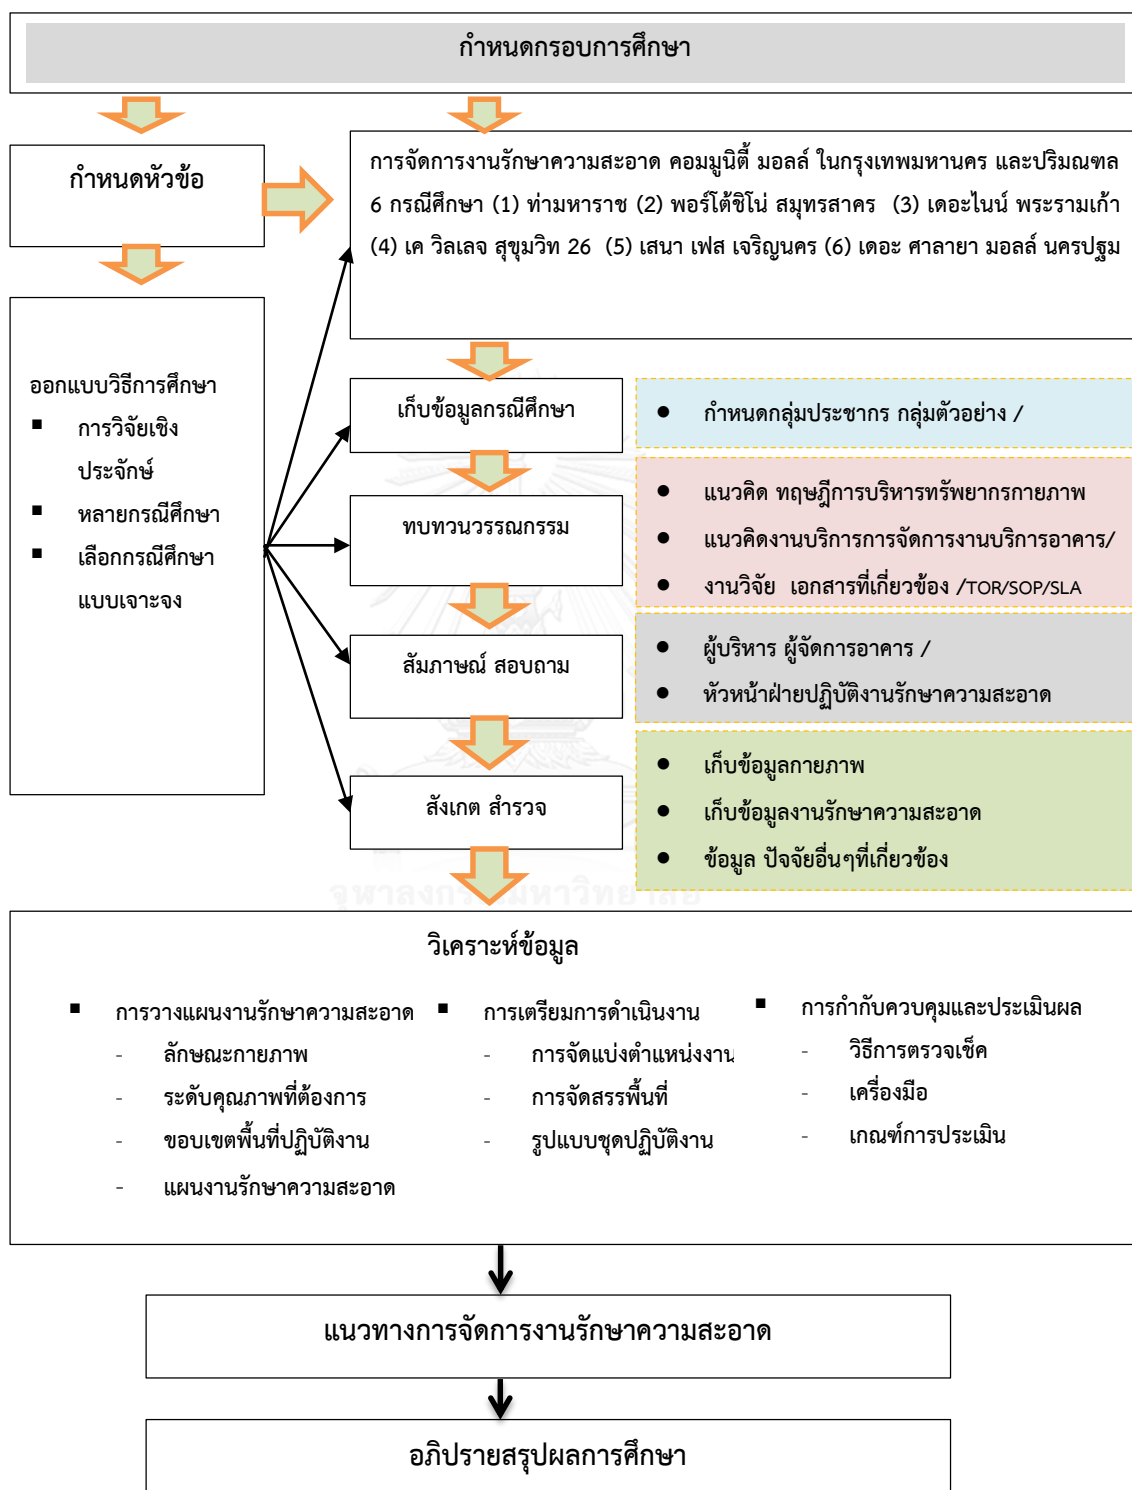 กำหนดกรอบการศึกษา
กำหนดหัวข้อ
การจัดการงานรักษาความสะอาด คอมมูนิตี้ มอลล์ ในกรุงเทพมหานคร และปริมณฑล
6 กรณีศึกษา (1) ท่ามหาราช (2) พอร์โต้ชิโน่ สมุทรสาคร (3) เดอะไนน์ พระรามเก้า
(4) เค วิลเลจ สุขุมวิท 26 (5) เสนา เฟส เจริญนคร (6) เดอะ ศาลายา มอลล์ นครปฐม
ออกแบบวิธีการศึกษา
▪ การวิจัยเชิง
ประจักษ์
▪ หลายกรณีศึกษา
▪ เลือกกรณีศึกษา
แบบเจาะจง
เก็บข้อมูลกรณีศึกษา
● กำหนดกลุ่มประชากร กลุ่มตัวอย่าง /
ทบทวนวรรณกรรม
● แนวคิด ทฤษฎีการบริหารทรัพยากรกายภาพ
● แนวคิดงานบริการการจัดการงานบริการอาคาร/
● งานวิจัย เอกสารที่เกี่ยวข้อง /TOR/SOP/SLA
สัมภาษณ์ สอบถาม
● ผู้บริหาร ผู้จัดการอาคาร /
● หัวหน้าฝ่ายปฏิบัติงานรักษาความสะอาด
สังเกต สำรวจ
● เก็บข้อมูลกายภาพ
● เก็บข้อมูลงานรักษาความสะอาด
● ข้อมูล ปัจจัยอื่นๆที่เกี่ยวข้อง
วิเคราะห์ข้อมูล
▪ การวางแผนงานรักษาความสะอาด
- ลักษณะกายภาพ
- ระดับคุณภาพที่ต้องการ
- ขอบเขตพื้นที่ปฏิบัติงาน
- แผนงานรักษาความสะอาด
▪ การเตรียมการดำเนินงาน
- การจัดแบ่งตำแหน่งงาน
- การจัดสรรพื้นที่
- รูปแบบชุดปฏิบัติงาน
▪ การกำกับควบคุมและประเมินผล
- วิธีการตรวจเช็ค
- เครื่องมือ
- เกณฑ์การประเมิน
แนวทางการจัดการงานรักษาความสะอาด
อภิปรายสรุปผลการศึกษา